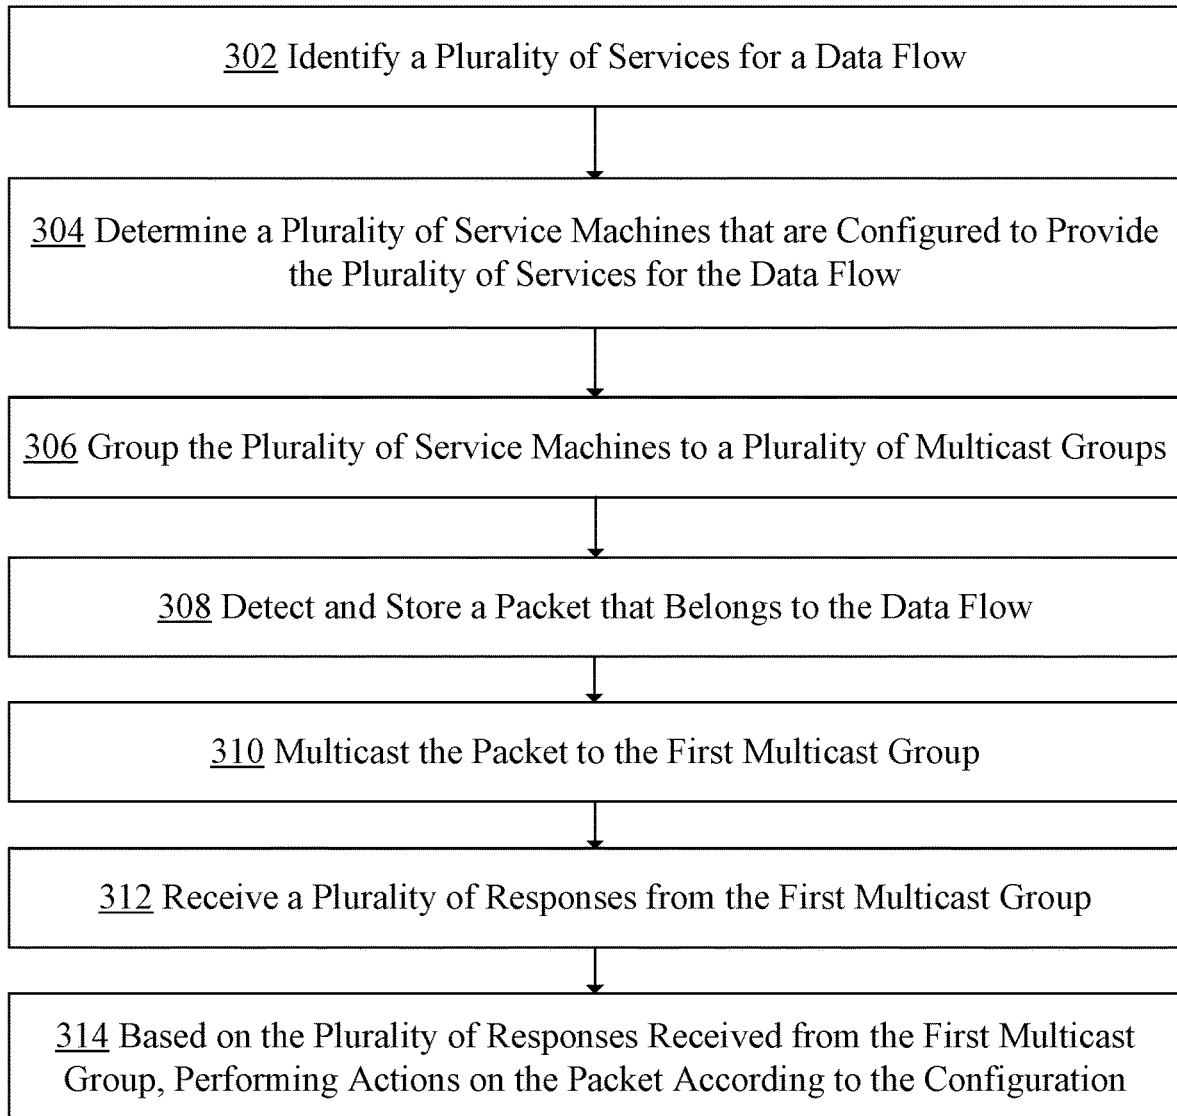 302 Identify a Plurality of Services for a Data Flow
304 Determine a Plurality of Service Machines that are Configured to Provide
the Plurality of Services for the Data Flow
306 Group the Plurality of Service Machines to a Plurality of Multicast Groups
308 Detect and Store a Packet that Belongs to the Data Flow
310 Multicast the Packet to the First Multicast Group
312 Receive a Plurality of Responses from the First Multicast Group
314 Based on the Plurality of Responses Received from the First Multicast
Group, Performing Actions on the Packet According to the Configuration